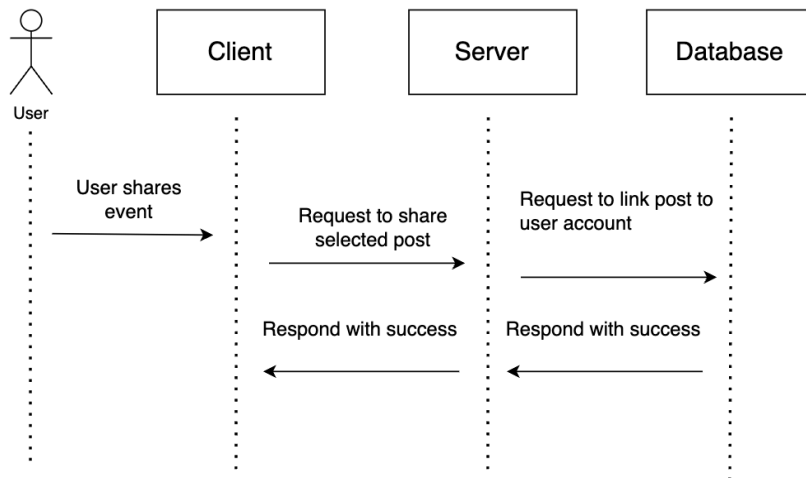 Client
Server
Database
User
User shares
event
Request to share
selected post
Request to link post to
user account
Respond with success
Respond with success